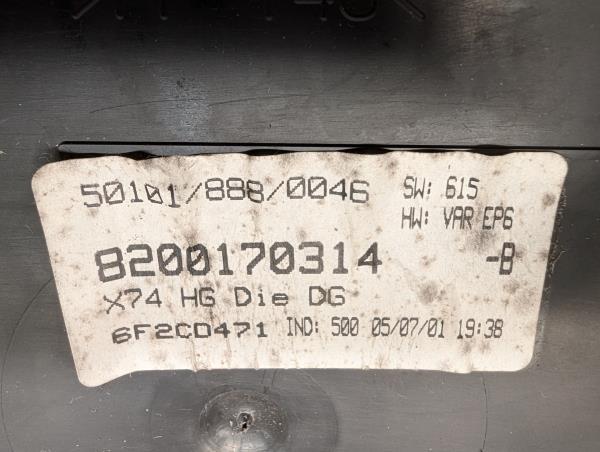 50101/888/0046 SW: 615
HW: VAR EP6
8200170314 -B
X74 HG Die DG
6F2CD471 IND: 500 05/07/01 19:38